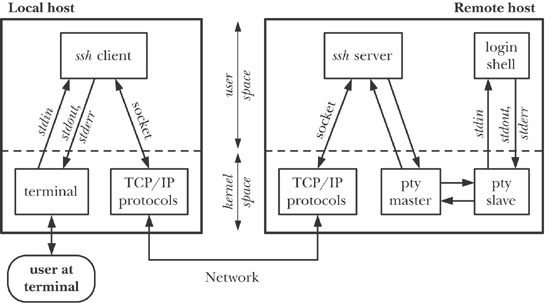 Local host
Remote host
ssh client
ssh server
login
shell
user
space
stdin
stdout,
stderr
socket
socket
stdin
stdout,
stderr
kernel
space
terminal
TCP/IP
protocols
TCP/IP
protocols
pty
master
pty
slave
user at
terminal
Network